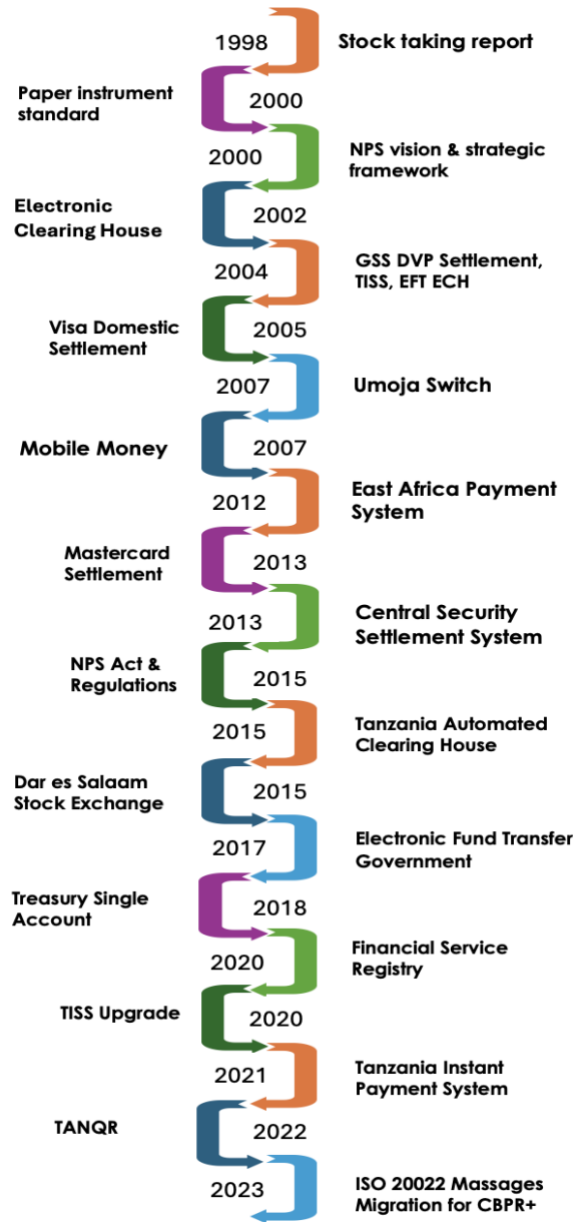 1998
Stock taking report
Paper instrument
standard
2000
2000
NPS vision & strategic
framework
Electronic
Clearing House
2002
GSS DVP Settlement,
TISS, EFT ECH
2004
Visa Domestic
Settlement
2005
2007
Umoja Switch
Mobile Money
2007
East Africa Payment
System
2012
Mastercard
Settlement
2013
2013
Central Security
Settlement System
NPS Act &
Regulations
2015
2015
Tanzania Automated
Clearing House
Dar es Salaam
Stock Exchange
2015
2017
Electronic Fund Transfer
Government
Treasury Single
Account
2018
2020
Financial Service
Registry
TISS Upgrade
2020
2021
Tanzania Instant
Payment System
TANQR
2022
2023
ISO 20022 Massages
Migration for CBPR+